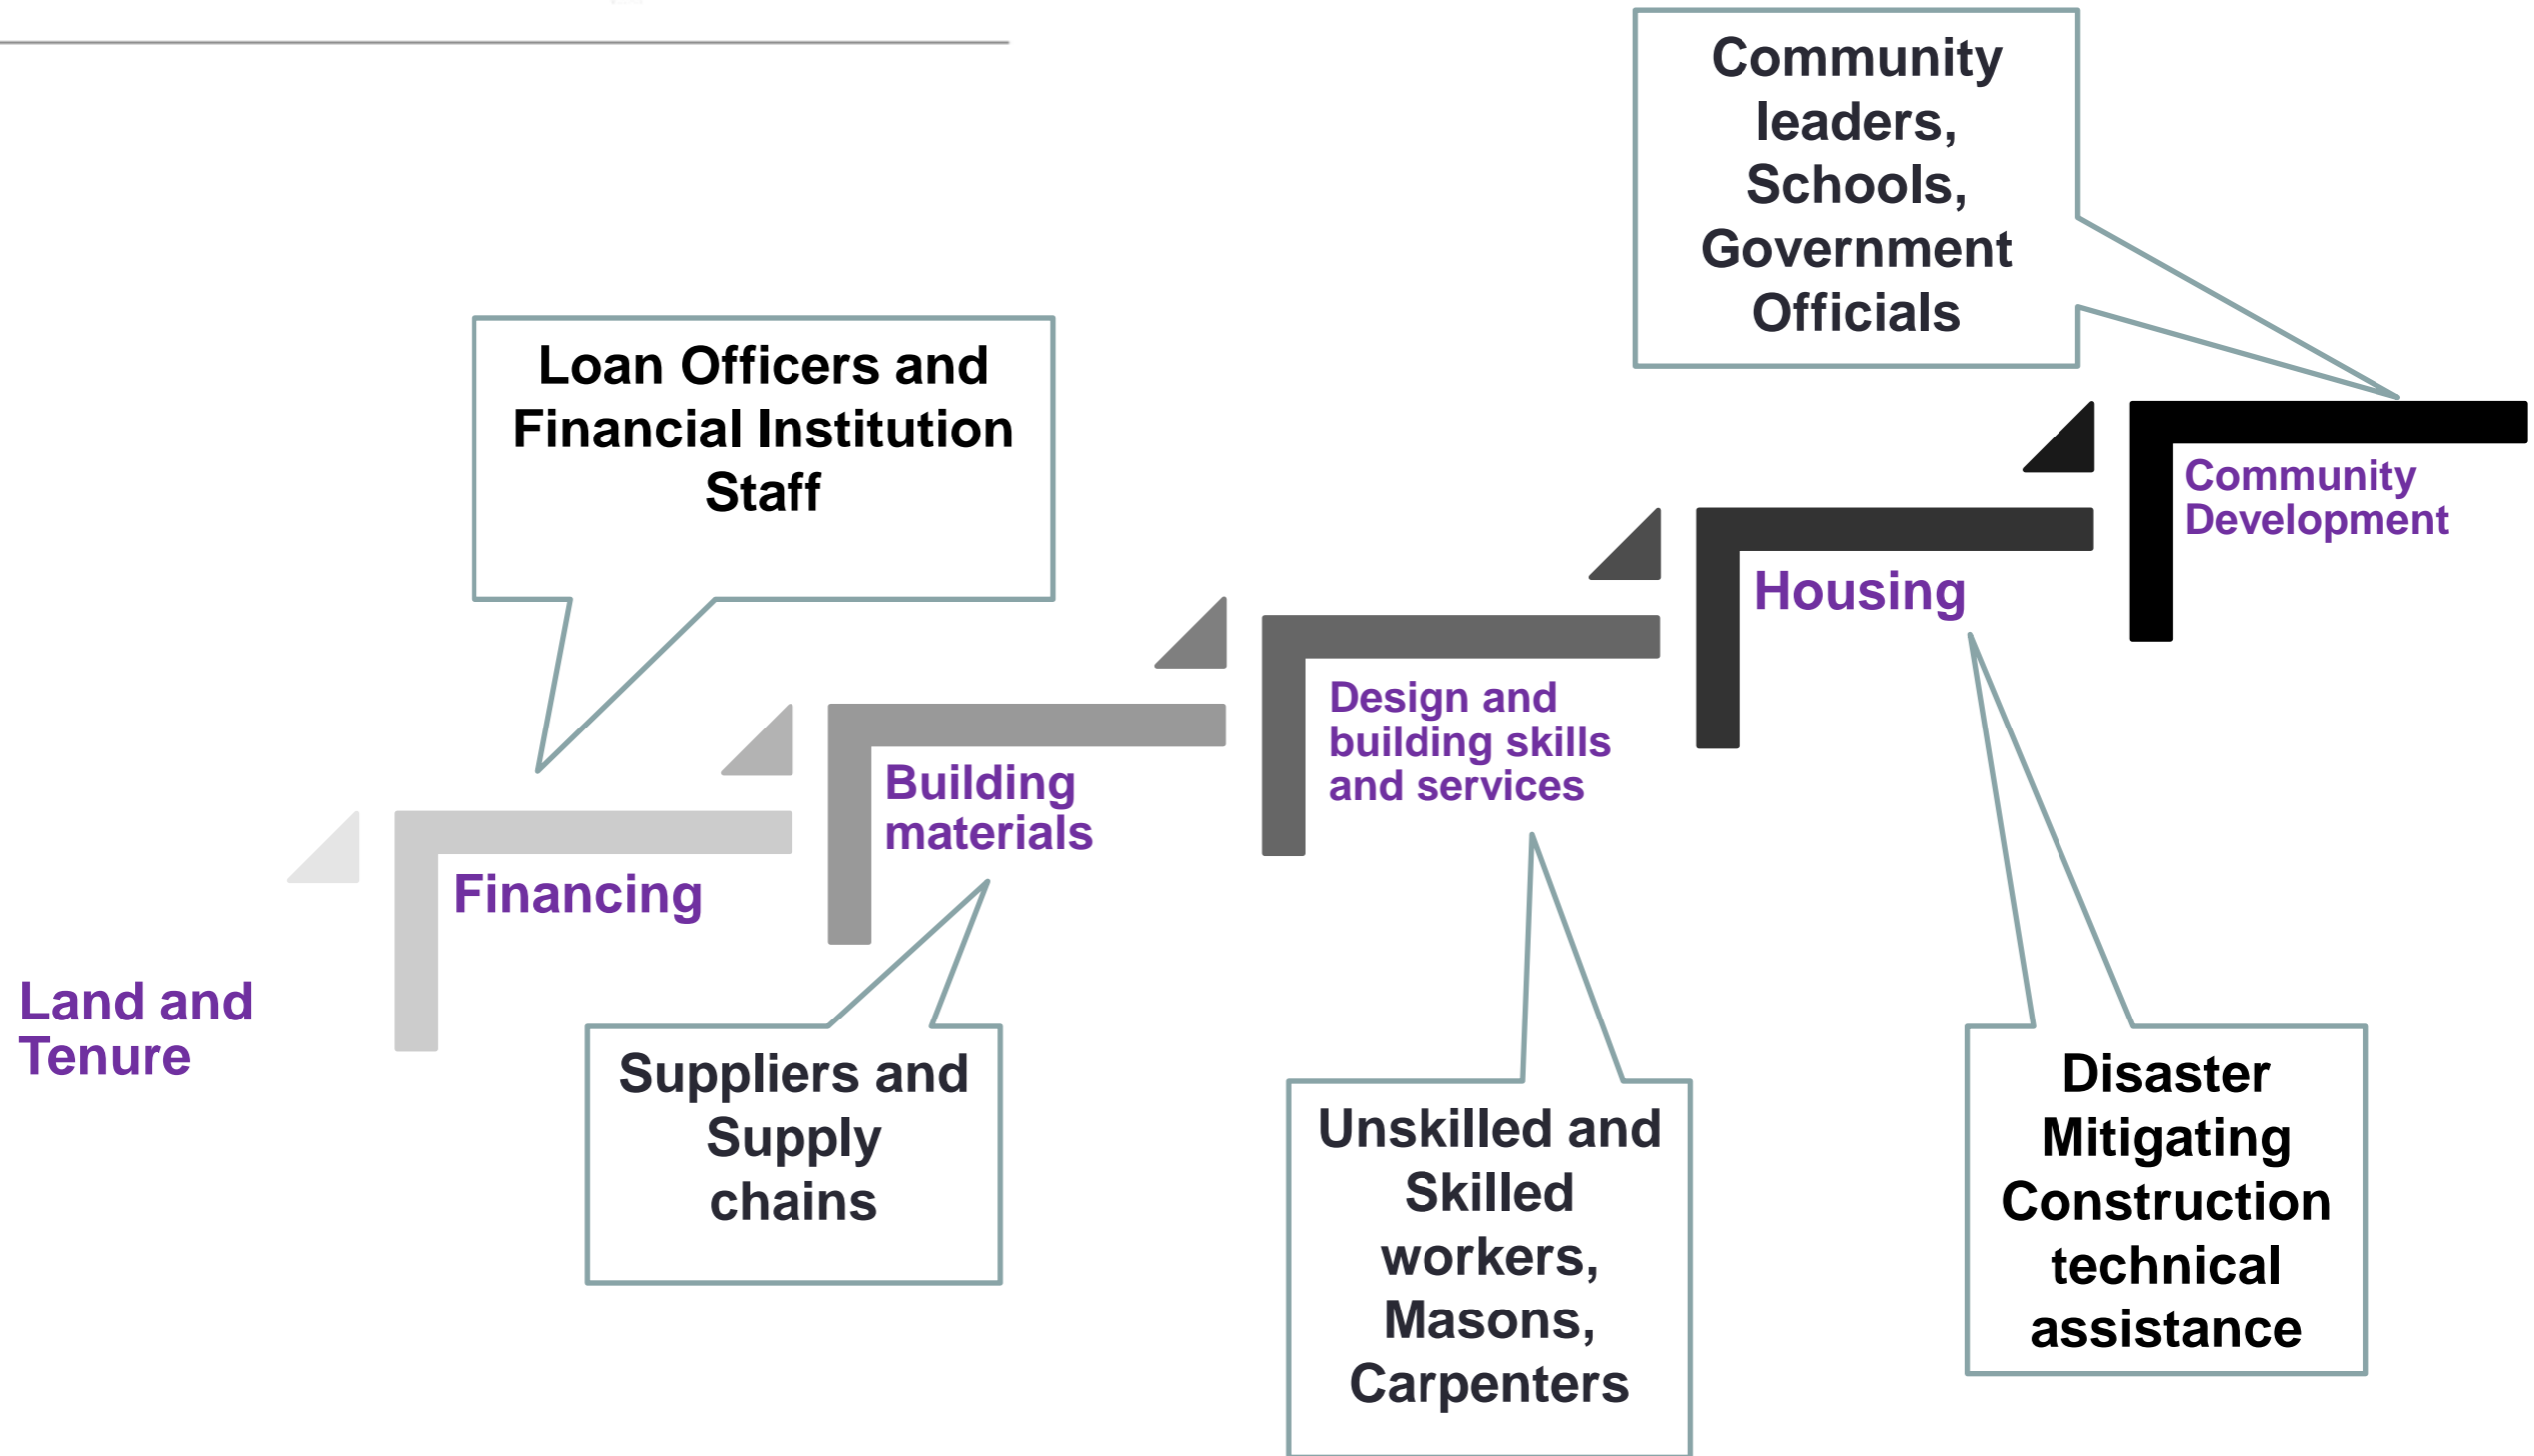 Community
leaders,
Schools,
Government
Officials
Loan Officers and
Financial Institution
Staff
Community
Development
Housing
Design and
building skills
and services
Building
materials
Financing
Land and
Tenure
Suppliers and
Supply
chains
Unskilled and
Skilled
workers,
Masons,
Carpenters
Disaster
Mitigating
Construction
technical
assistance